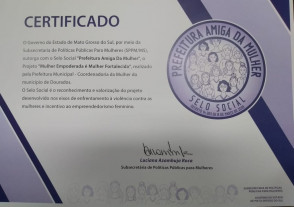 CERTIFICADO
O Governo do Estado de Mato Grosso do Sul, por meio da
Subsecretaria de Políticas Públicas Para Mulheres (SPPM/MS),
outorga com o Selo Social "Prefeitura Amiga Da Mulher", o
Projeto "Mulher Empoderada é Mulher Fortalecida", realizado
pela Prefeitura Municipal - Coordenadoria da Mulher do
município de Dourados.
O Selo Social é o reconhecimento e valorização do projeto
desenvolvido nos eixos de enfrentamento à violência contra as
mulheres e incentivo ao empreendedorismo feminino.
PREFEITURA AMIGA DA MULHER
SELO SOCIAL
Luciana Azambuja Roca
Subsecretária de Políticas Públicas para Mulheres